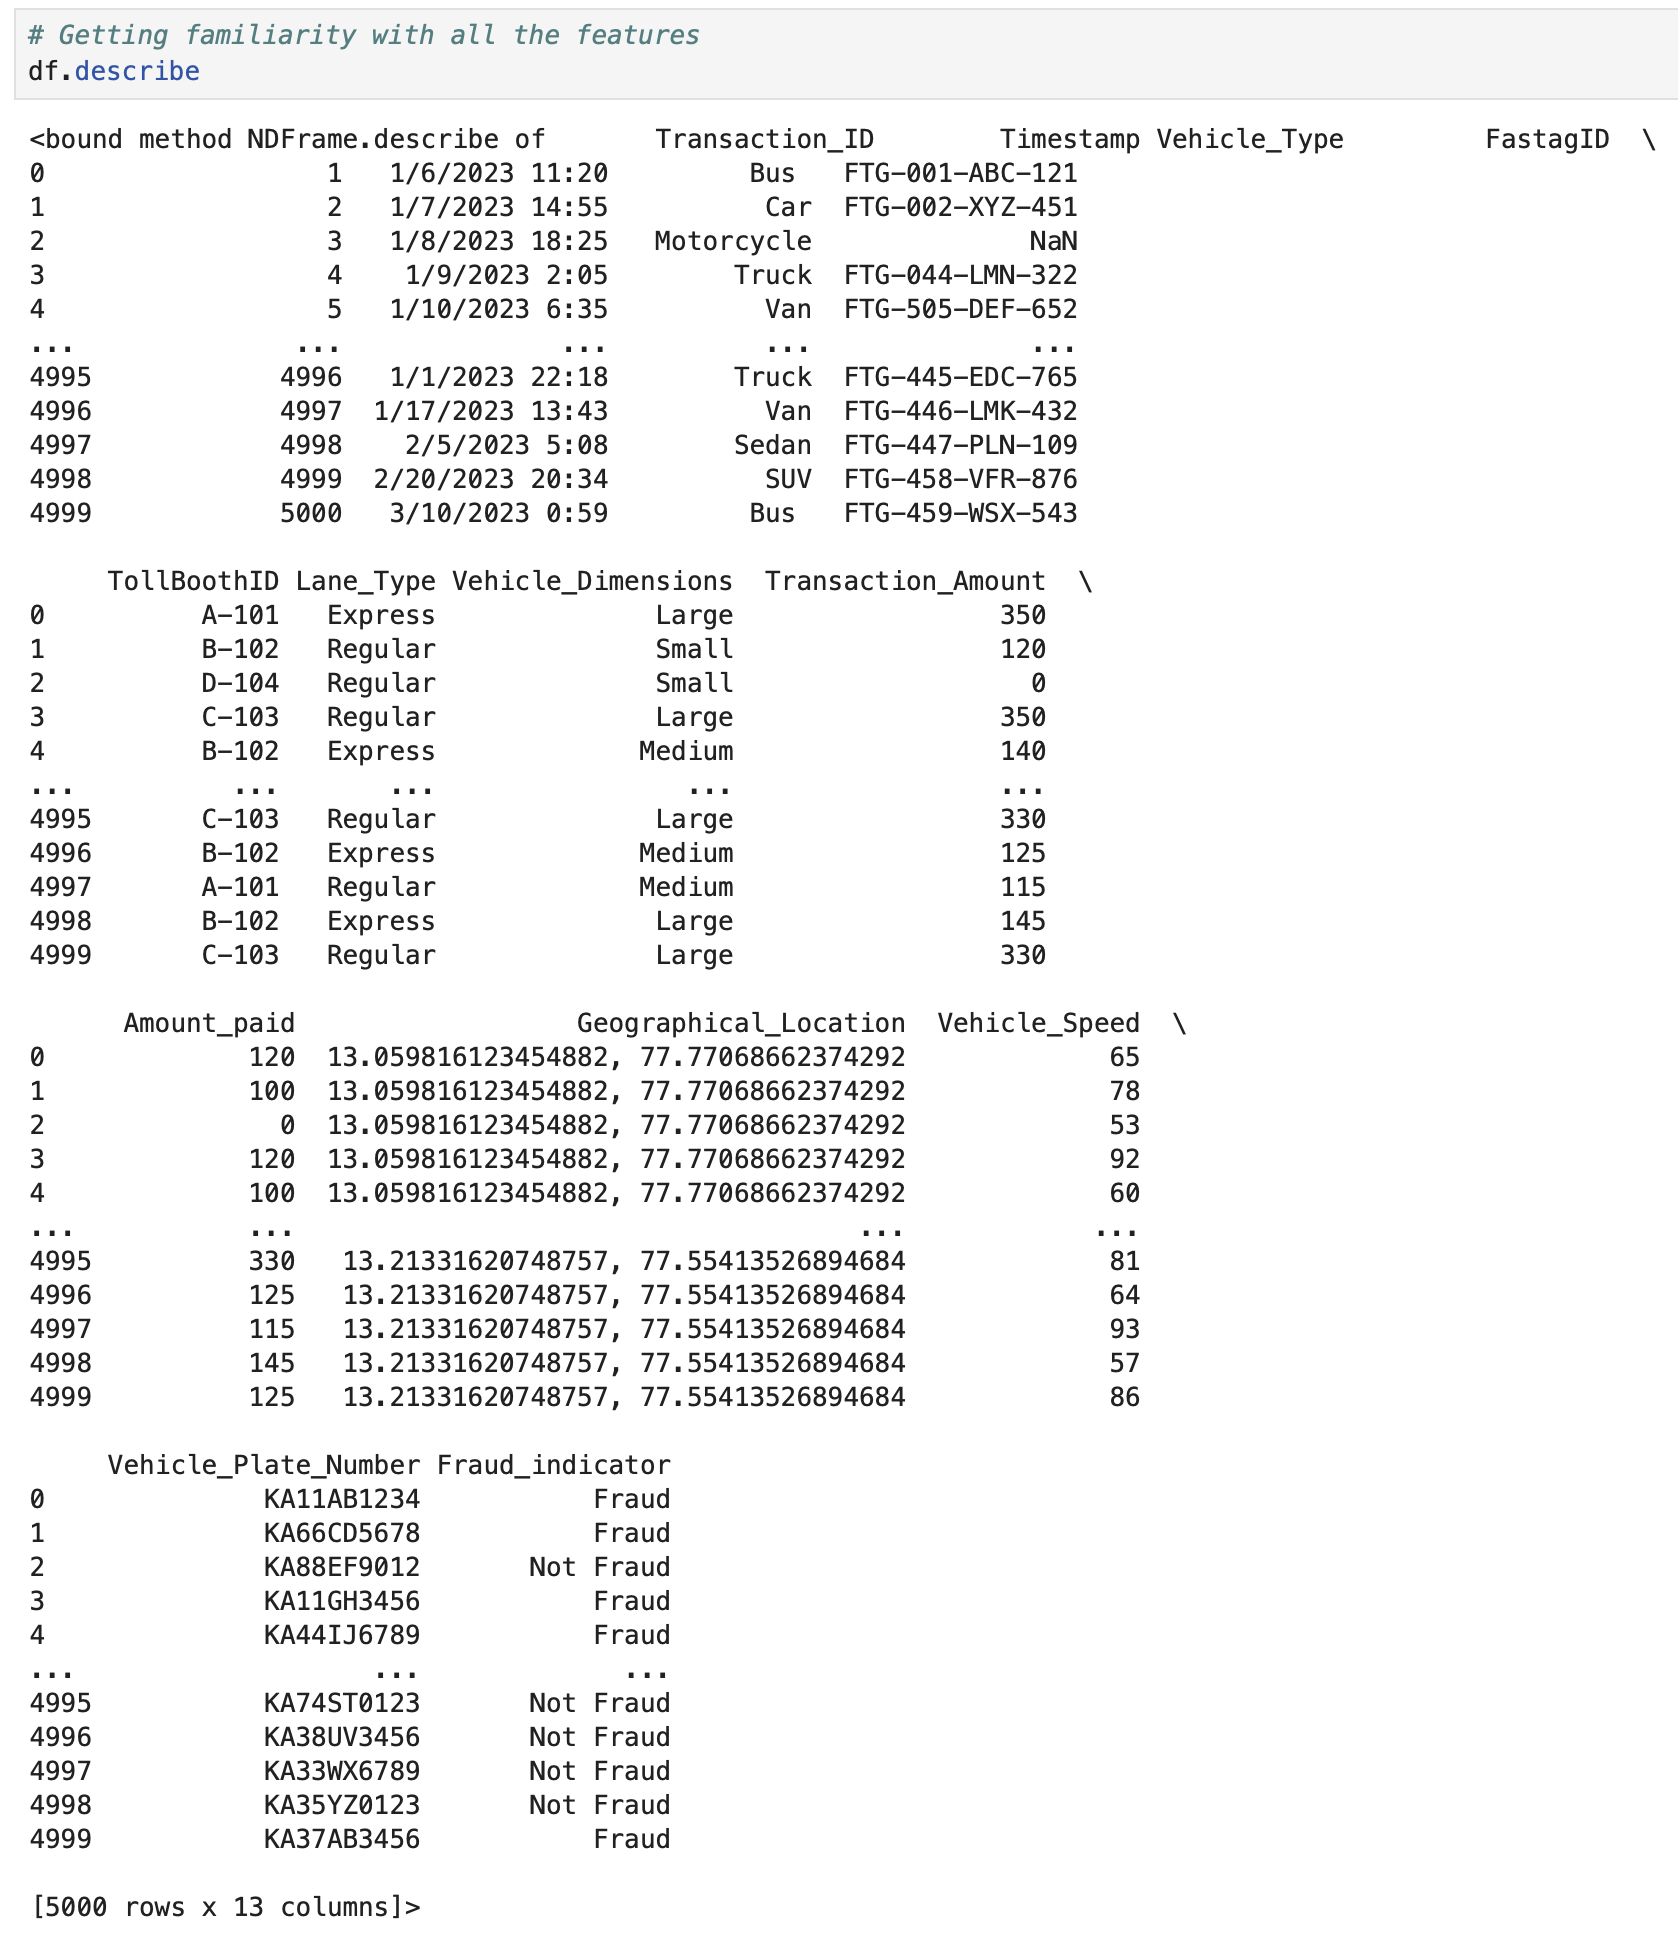 # Getting familiarity with all the features
df.describe
<bound method NDFrame.describe of       Transaction_ID        Timestamp Vehicle_Type         FastagID  \
0                  1   1/6/2023 11:20         Bus   FTG-001-ABC-121
1                  2   1/7/2023 14:55          Car  FTG-002-XYZ-451
2                  3   1/8/2023 18:25   Motorcycle              NaN
3                  4    1/9/2023 2:05        Truck  FTG-044-LMN-322
4                  5   1/10/2023 6:35          Van  FTG-505-DEF-652
...              ...              ...          ...              ...
4995            4996   1/1/2023 22:18        Truck  FTG-445-EDC-765
4996            4997  1/17/2023 13:43          Van  FTG-446-LMK-432
4997            4998    2/5/2023 5:08        Sedan  FTG-447-PLN-109
4998            4999  2/20/2023 20:34          SUV  FTG-458-VFR-876
4999            5000   3/10/2023 0:59         Bus   FTG-459-WSX-543
     TollBoothID Lane_Type Vehicle_Dimensions  Transaction_Amount  \
0          A-101   Express              Large                 350
1          B-102   Regular              Small                 120
2          D-104   Regular              Small                   0
3          C-103   Regular              Large                 350
4          B-102   Express             Medium                 140
...          ...       ...                ...                 ...
4995       C-103   Regular              Large                 330
4996       B-102   Express             Medium                 125
4997       A-101   Regular             Medium                 115
4998       B-102   Express              Large                 145
4999       C-103   Regular              Large                 330
      Amount_paid                  Geographical_Location  Vehicle_Speed  \
0             120  13.059816123454882, 77.77068662374292             65
1             100  13.059816123454882, 77.77068662374292             78
2               0  13.059816123454882, 77.77068662374292             53
3             120  13.059816123454882, 77.77068662374292             92
4             100  13.059816123454882, 77.77068662374292             60
...           ...                                    ...            ...
4995          330   13.21331620748757, 77.55413526894684             81
4996          125   13.21331620748757, 77.55413526894684             64
4997          115   13.21331620748757, 77.55413526894684             93
4998          145   13.21331620748757, 77.55413526894684             57
4999          125   13.21331620748757, 77.55413526894684             86
     Vehicle_Plate_Number Fraud_indicator
0              KA11AB1234           Fraud
1              KA66CD5678           Fraud
2              KA88EF9012       Not Fraud
3              KA11GH3456           Fraud
4              KA44IJ6789           Fraud
...                   ...             ...
4995           KA74ST0123       Not Fraud
4996           KA38UV3456       Not Fraud
4997           KA33WX6789       Not Fraud
4998           KA35YZ0123       Not Fraud
4999           KA37AB3456           Fraud
[5000 rows x 13 columns]>